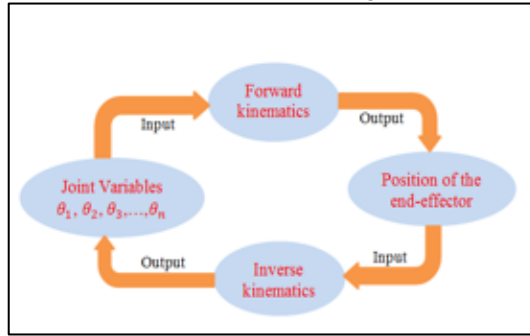 Forward
kinematics
Input
Output
Joint Variables
θ₁, θ₂, θ₃,...,θₙ
Position of the
end-effector
Output
Input
Inverse
kinematics